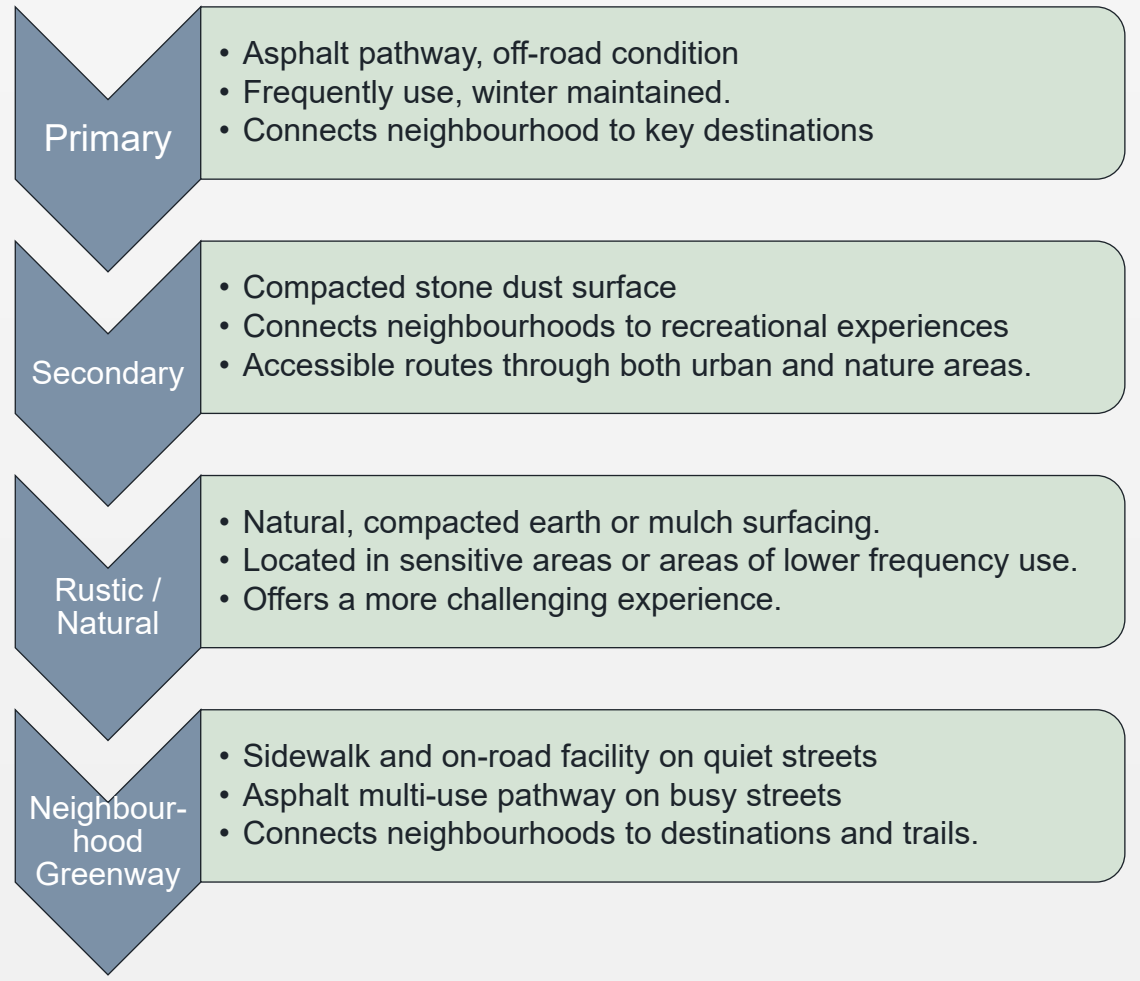 Primary
• Asphalt pathway, off-road condition
• Frequently use, winter maintained.
• Connects neighbourhood to key destinations
Secondary
• Compacted stone dust surface
• Connects neighbourhoods to recreational experiences
• Accessible routes through both urban and nature areas.
Rustic /
Natural
• Natural, compacted earth or mulch surfacing.
• Located in sensitive areas or areas of lower frequency use.
• Offers a more challenging experience.
Neighbour-
hood
Greenway
• Sidewalk and on-road facility on quiet streets
• Asphalt multi-use pathway on busy streets
• Connects neighbourhoods to destinations and trails.